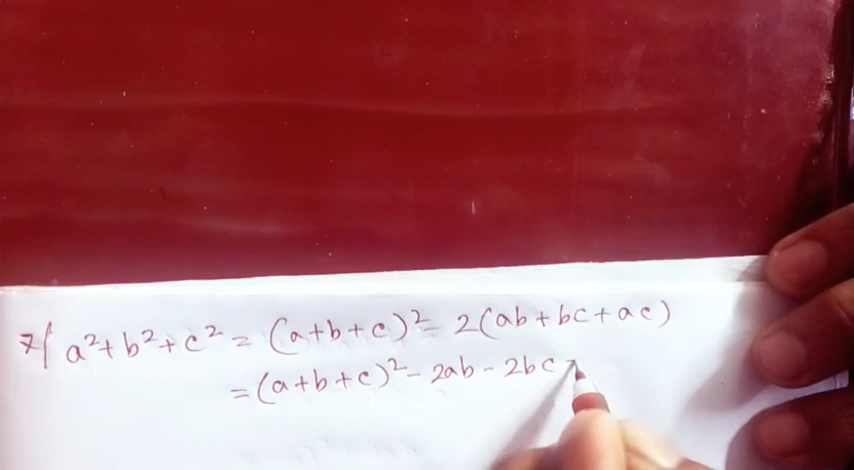 7/ a²+b²+c² = (a+b+c)² - 2(ab+bc+ac)
= (a+b+c)² - 2ab - 2bc -